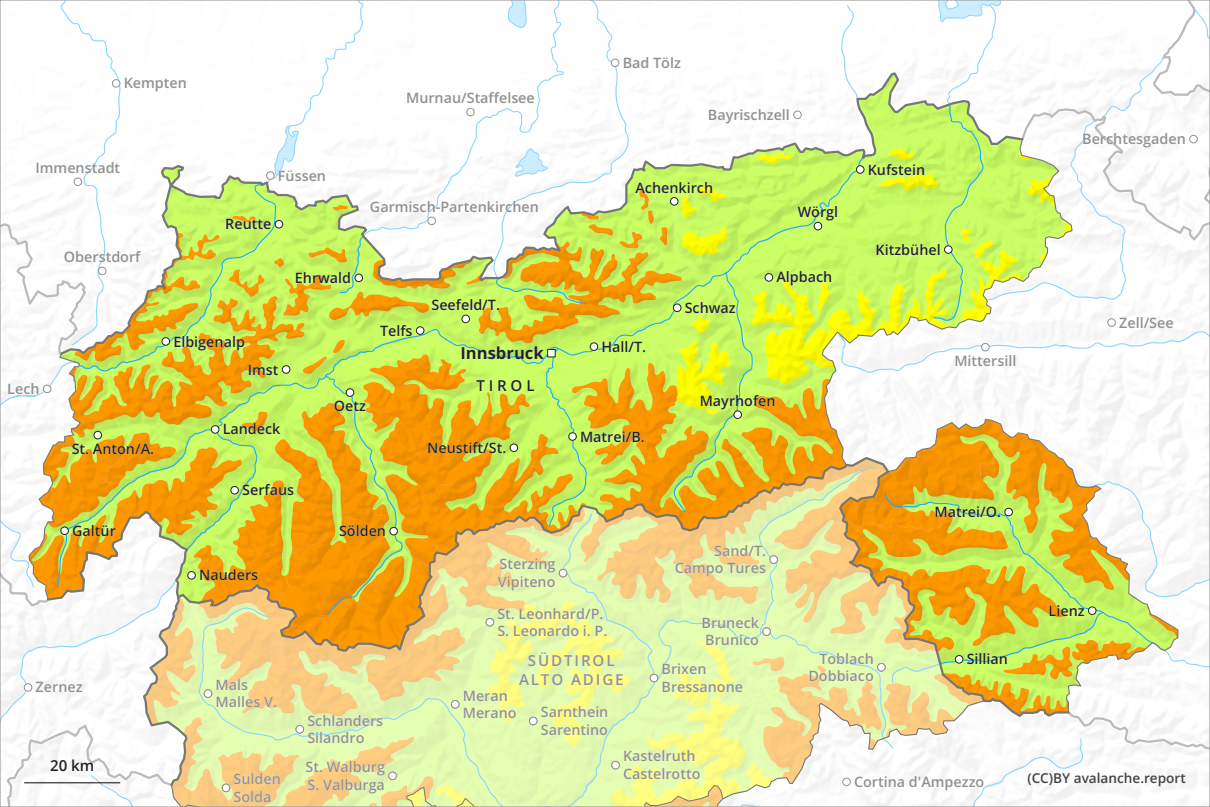 Kempten
Bad Tölz
Murnau/Staffelsee
Bayrischzell
Berchtesgaden
Immenstadt
Füssen
Kufstein
Achenkirch
Garmisch-Partenkirchen
Wörgl
Reutte
Oberstdorf
Kitzbühel
Ehrwald
Alpbach
Seefeld/T.
Schwaz
Telfs
Zell/See
Elbigenalp
Innsbruck
Hall/T.
Mittersill
Imst
TIROL
Lech
Oetz
Mayrhofen
Landeck
Matrei/B.
St. Anton/A.
Neustift/St.
Serfaus
Matrei/O.
Galtür
Sölden
Sand/T.
Campo Tures
Sterzing
Vipiteno
Nauders
Lienz
St. Leonhard/P.
S. Leonardo i. P.
Bruneck
Brunico
SÜDTIROL
ALTO ADIGE
Toblach
Dobbiaco
Sillian
Brixen
Bressanone
Zernez
Mals
Malles V.
Meran
Merano
Sarnthein
Sarentino
Schlanders
Silandro
Kastelruth
Castelrotto
20 km
St. Walburg
S. Valburga
Sulden
Solda
Cortina d'Ampezzo
(CC)BY avalanche.report